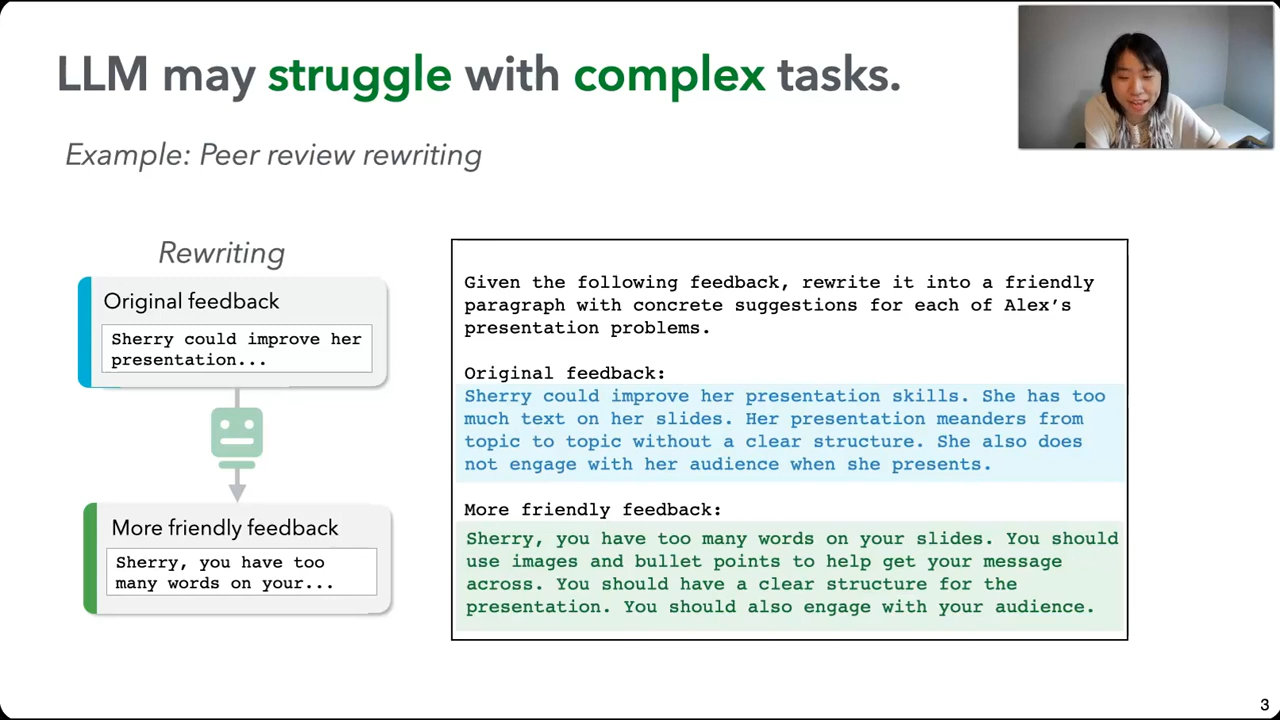 LLM may struggle with complex tasks.
Example: Peer review rewriting
Rewriting
Original feedback
Sherry could improve her
presentation...
More friendly feedback
Sherry, you have too
many words on your...
Given the following feedback, rewrite it into a friendly
paragraph with concrete suggestions for each of Alex’s
presentation problems.
Original feedback:
Sherry could improve her presentation skills. She has too
much text on her slides. Her presentation meanders from
topic to topic without a clear structure. She also does
not engage with her audience when she presents.
More friendly feedback:
Sherry, you have too many words on your slides. You should
use images and bullet points to help get your message
across. You should have a clear structure for the
presentation. You should also engage with your audience.
3